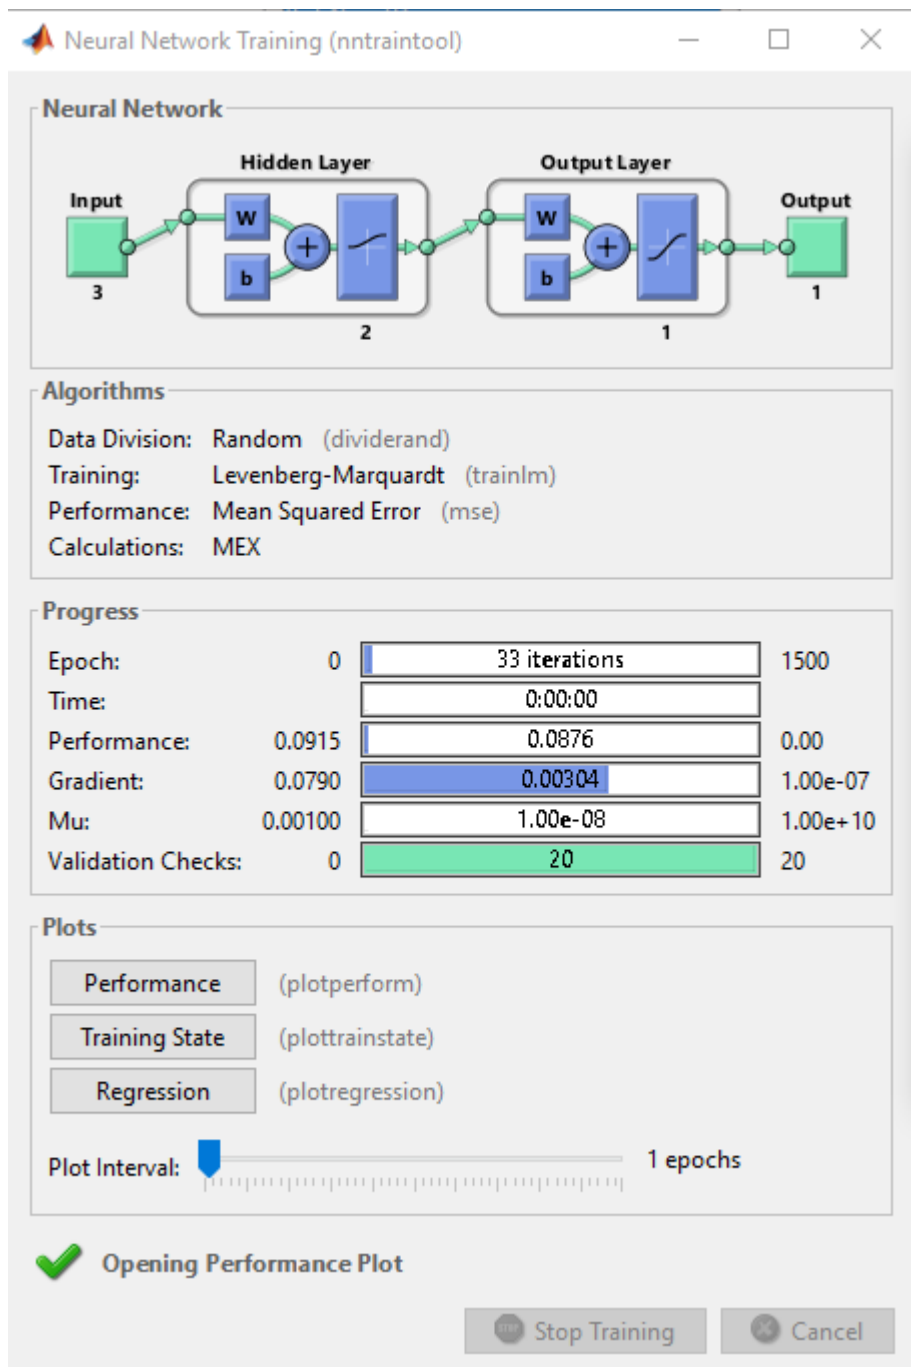 Neural Network Training (nntraintool)
Neural Network
Hidden Layer Output Layer
Input Output
W W
b b
3 1
2 1
Algorithms
Data Division: Random (dividerand)
Training: Levenberg-Marquardt (trainlm)
Performance: Mean Squared Error (mse)
Calculations: MEX
Progress
Epoch: 0 33 iterations 1500
Time: 0:00:00
Performance: 0.0915 0.0876 0.00
Gradient: 0.0790 0.00304 1.00e-07
Mu: 0.00100 1.00e-08 1.00e+10
Validation Checks: 0 20 20
Plots
Performance (plotperform)
Training State (plottrainstate)
Regression (plotregression)
Plot Interval: 1 epochs
Opening Performance Plot
STOP Stop Training Cancel